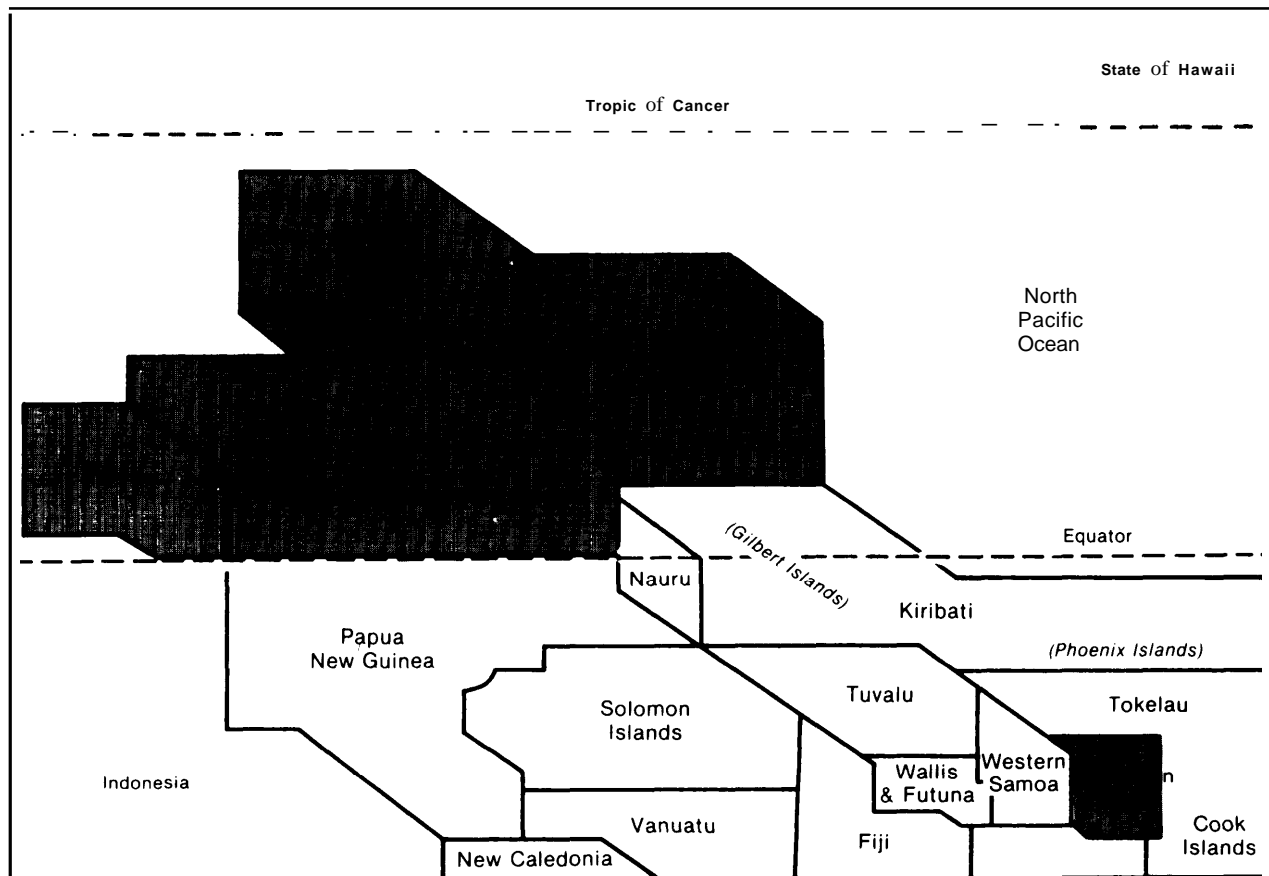 State of Hawaii
Tropic of Cancer
North
Pacific
Ocean
Equator
(Gilbert Islands)
Nauru
Kiribati
Papua
New Guinea
(Phoenix Islands)
Tuvalu
Tokelau
Solomon
Islands
Western
Samoa
Wallis
& Futuna
Indonesia
Vanuatu
Fiji
Cook
Islands
New Caledonia